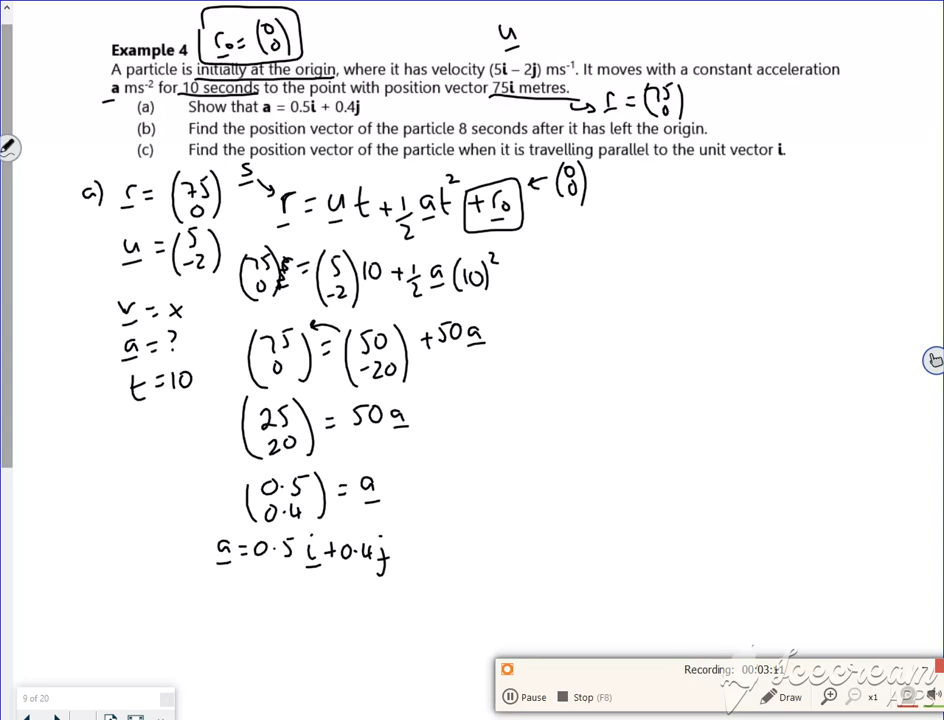 r₀ = (0 0)
u
Example 4
A particle is initially at the origin, where it has velocity (5i – 2j) ms⁻¹. It moves with a constant acceleration
a ms⁻² for 10 seconds to the point with position vector 75i metres.
→ r = (75 0)
(a) Show that a = 0.5i + 0.4j
(b) Find the position vector of the particle 8 seconds after it has left the origin.
(c) Find the position vector of the particle when it is travelling parallel to the unit vector i.
a) r = (75 0)
s
r = ut + 1/2 at² + r₀ ← (0 0)
u = (5 -2)
(75 0) = (5 -2) 10 + 1/2 a (10)²
v = x
a = ?
t = 10
(75 0) = (50 -20) + 50a
(25 20) = 50a
(0.5 0.4) = a
a = 0.5 i + 0.4j
Recording: 00:03:11
Icecream
APPS
Pause
Stop (F8)
Draw
x1
9 of 20